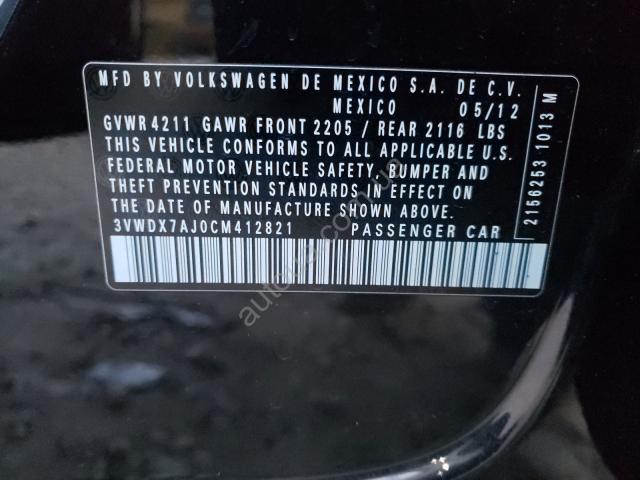 MFD BY VOLKSWAGEN DE MEXICO S.A. DE C.V.
MEXICO 05/12
GVWR 4211 GAWR FRONT 2205 / REAR 2116 LBS
THIS VEHICLE CONFORMS TO ALL APPLICABLE U.S.
FEDERAL MOTOR VEHICLE SAFETY, BUMPER AND
THEFT PREVENTION STANDARDS IN EFFECT ON
DATE OF MANUFACTURE SHOWN ABOVE.
3VWDX7AJ0CM412821 PASSENGER CAR
2156253 1013 M